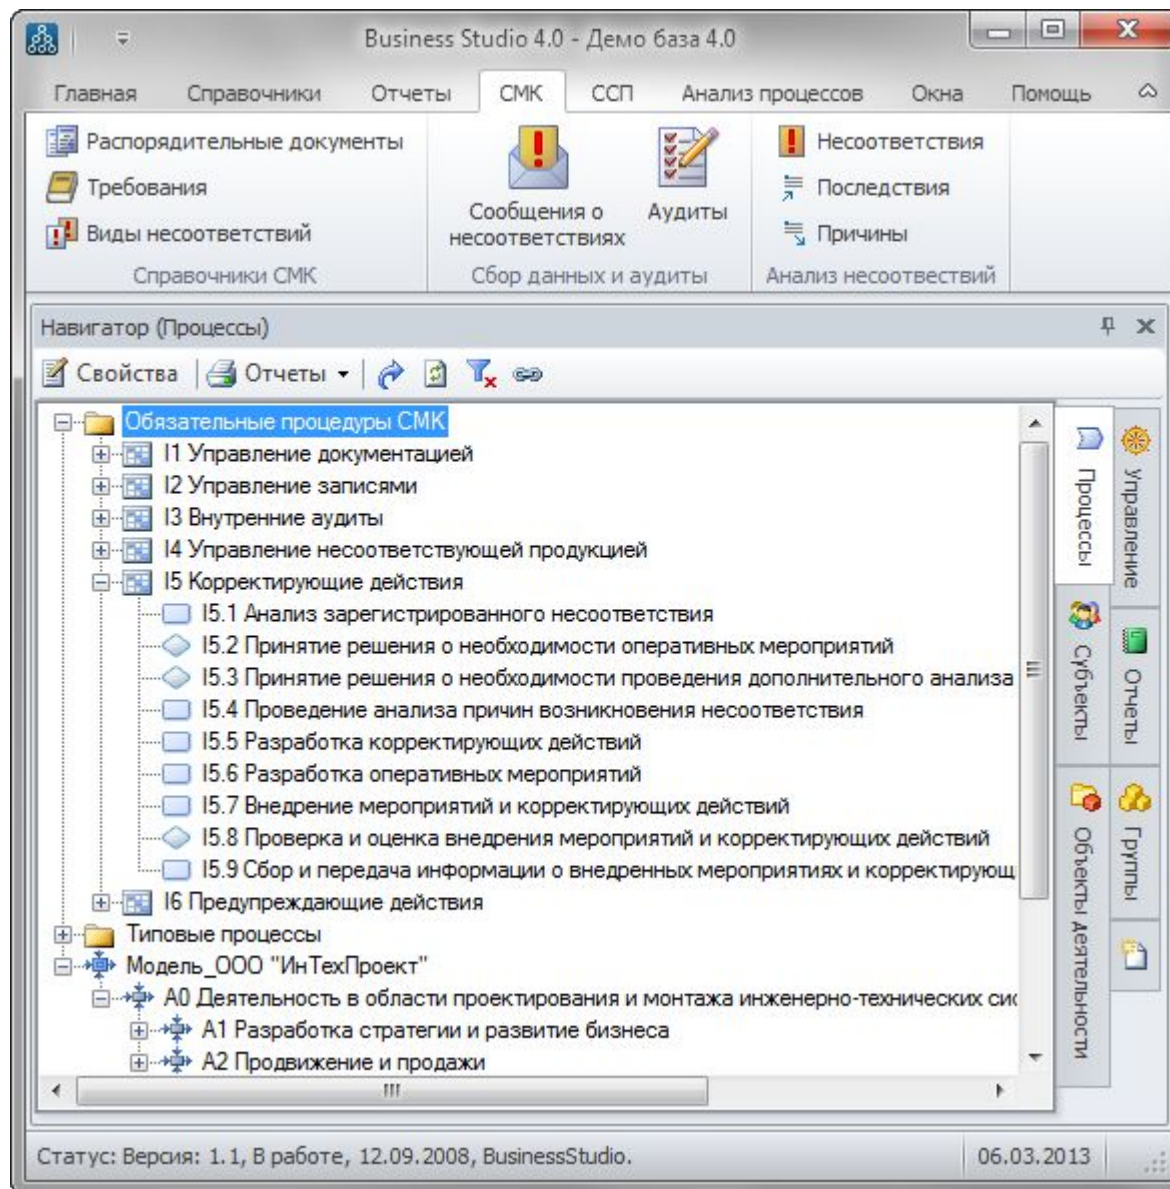 Business Studio 4.0 - Демо база 4.0
Главная Справочники Отчеты СМК ССП Анализ процессов Окна Помощь
Распорядительные документы
Требования
Виды несоответствий
Справочники СМК
Сообщения о
несоответствиях
Аудиты
Сбор данных и аудиты
Несоответствия
Последствия
Причины
Анализ несоотвествий
Навигатор (Процессы)
Свойства Отчеты
Обязательные процедуры СМК
I1 Управление документацией
I2 Управление записями
I3 Внутренние аудиты
I4 Управление несоответствующей продукцией
I5 Корректирующие действия
I5.1 Анализ зарегистрированного несоответствия
I5.2 Принятие решения о необходимости оперативных мероприятий
I5.3 Принятие решения о необходимости проведения дополнительного анализа
I5.4 Проведение анализа причин возникновения несоответствия
I5.5 Разработка корректирующих действий
I5.6 Разработка оперативных мероприятий
I5.7 Внедрение мероприятий и корректирующих действий
I5.8 Проверка и оценка внедрения мероприятий и корректирующих действий
I5.9 Сбор и передача информации о внедренных мероприятиях и корректирующ
I6 Предупреждающие действия
Типовые процессы
Модель_ООО "ИнТехПроект"
A0 Деятельность в области проектирования и монтажа инженерно-технических сис
A1 Разработка стратегии и развитие бизнеса
A2 Продвижение и продажи
Процессы
Субъекты
Объекты деятельности
Управление
Отчеты
Группы
Статус: Версия: 1.1, В работе, 12.09.2008, BusinessStudio.
06.03.2013